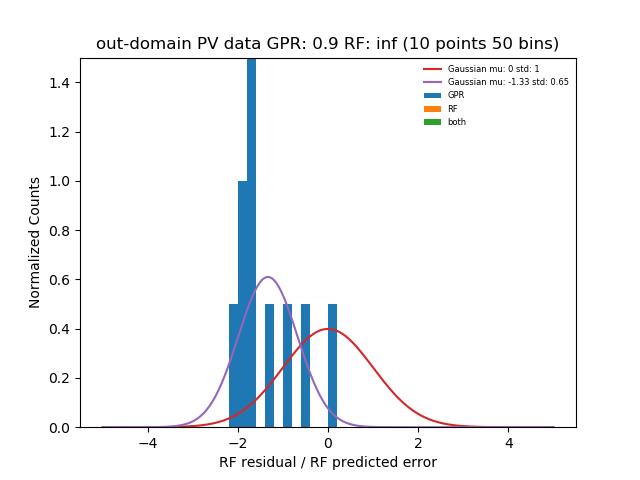 out-domain PV data GPR: 0.9 RF: inf (10 points 50 bins)
Gaussian mu: 0 std: 1
Gaussian mu: -1.33 std: 0.65
GPR
RF
both
Normalized Counts
1.4
1.2
1.0
0.8
0.6
0.4
0.2
0.0
−4
−2
0
2
4
RF residual / RF predicted error